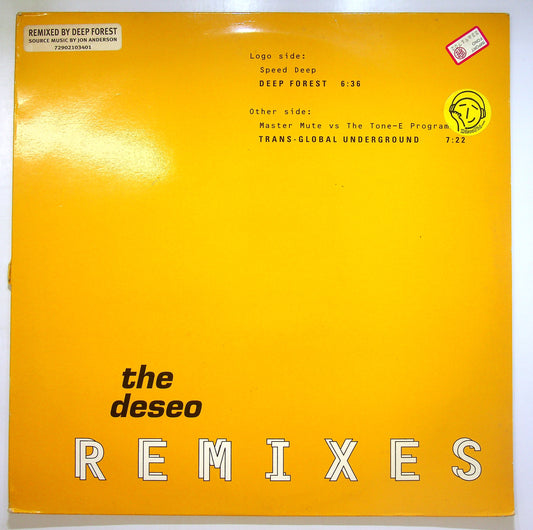 REMIXED BY DEEP FOREST
SOURCE MUSIC BY JON ANDERSON
72902103401
Logo side:
Speed Deep
DEEP FOREST 6:36
Other side:
Master Mute vs The Tone-E Program
TRANS-GLOBAL UNDERGROUND 7:22
the
deseo
REMIXES